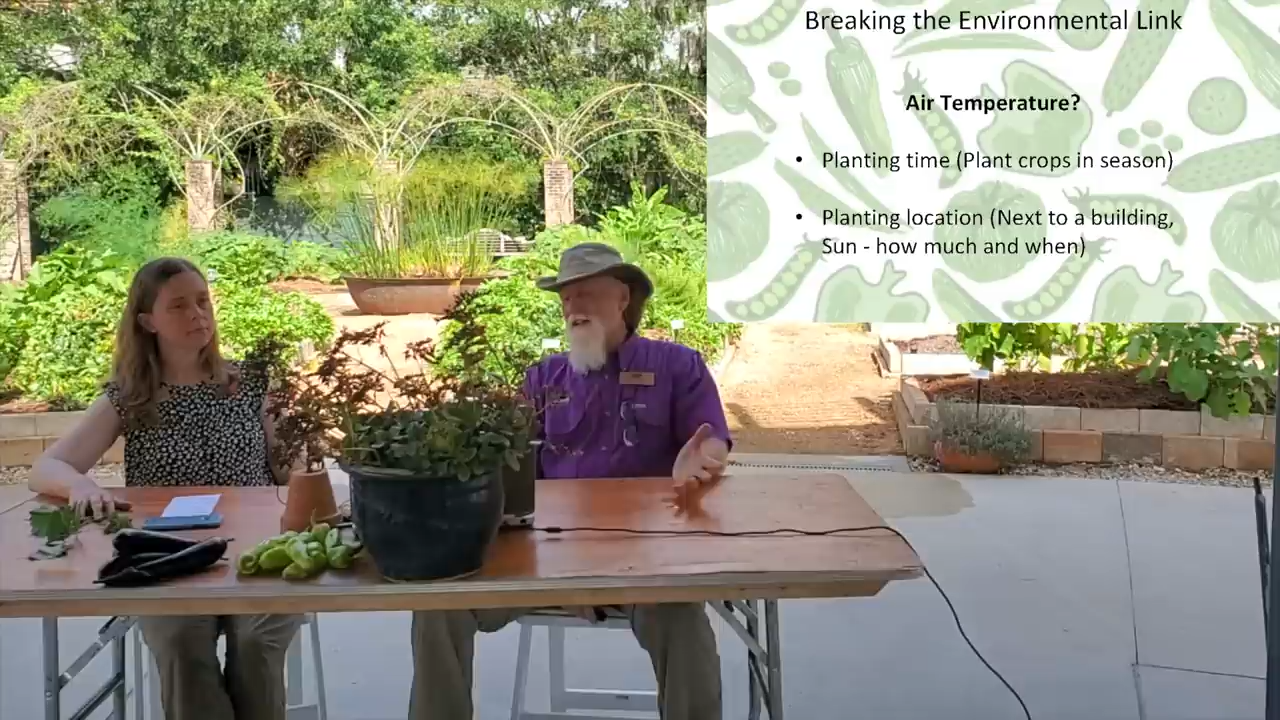 Breaking the Environmental Link
Air Temperature?
• Planting time (Plant crops in season)
• Planting location (Next to a building,
Sun - how much and when)